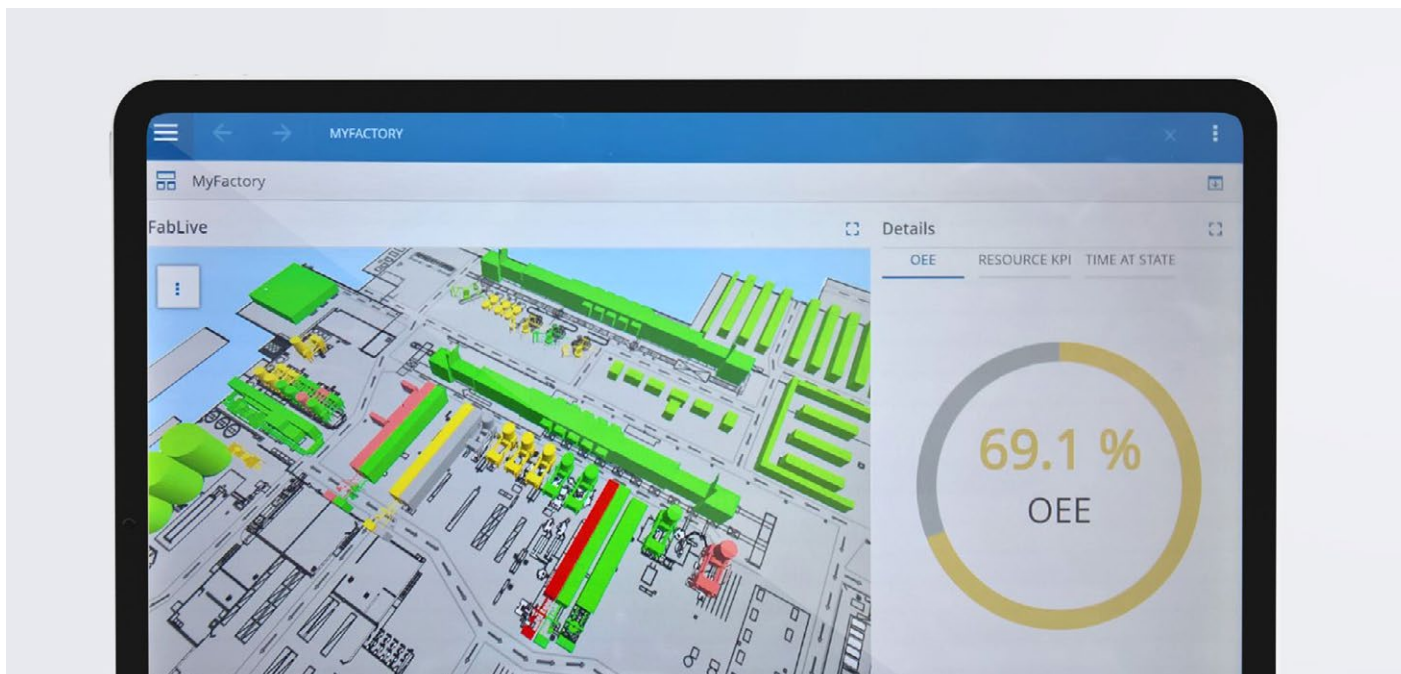 MYFACTORY
MyFactory
FabLive
Details
OEE
RESOURCE KPI
TIME AT STATE
69.1 %
OEE